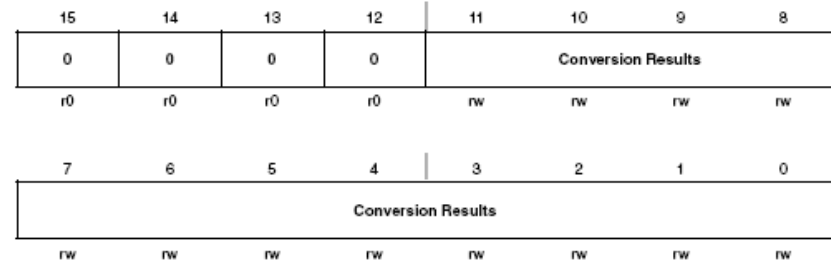 15 14 13 12 11 10 9 8
0 0 0 0 Conversion Results
r0 r0 r0 r0 rw rw rw rw
7 6 5 4 3 2 1 0
Conversion Results
rw rw rw rw rw rw rw rw